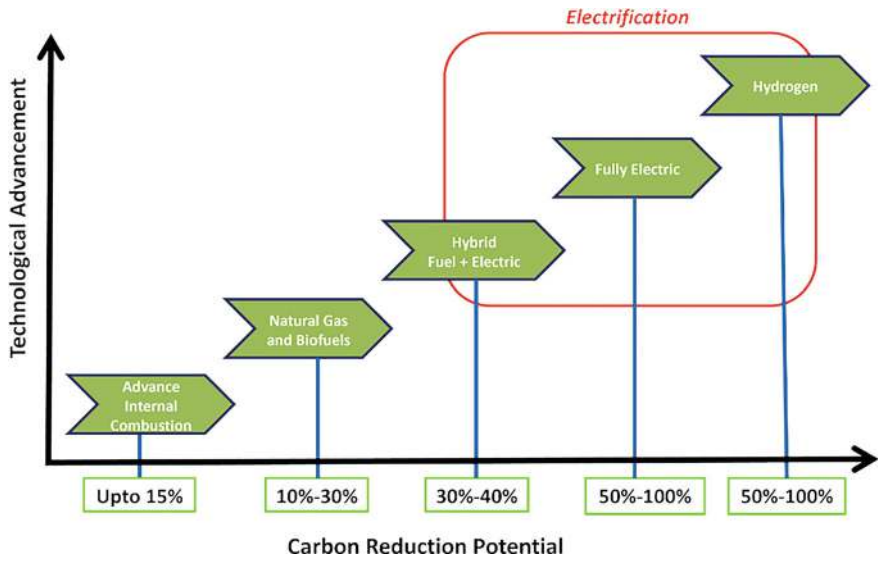 Electrification
Hydrogen
Fully Electric
Hybrid
Fuel + Electric
Natural Gas
and Biofuels
Advance
Internal
Combustion
Technological Advancement
Upto 15%
10%-30%
30%-40%
50%-100%
50%-100%
Carbon Reduction Potential